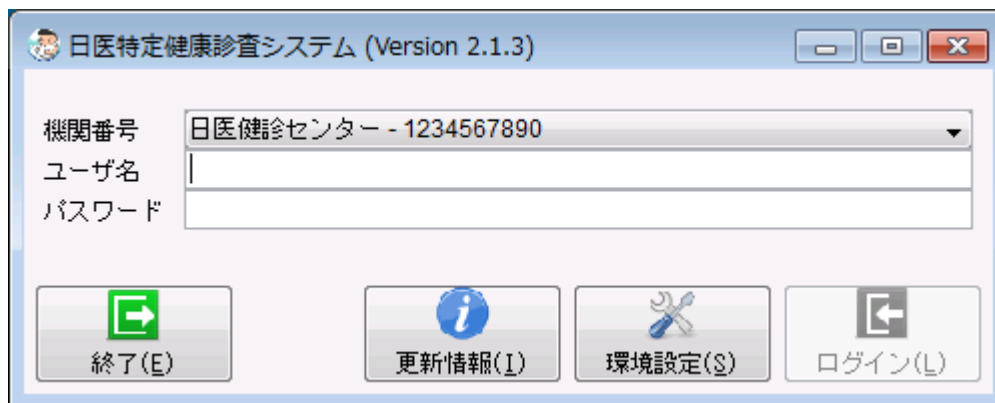 日医特定健康診査システム (Version 2.1.3)
機関番号 日医健診センター - 1234567890
ユーザ名
パスワード
終了(E) 更新情報(I) 環境設定(S) ログイン(L)